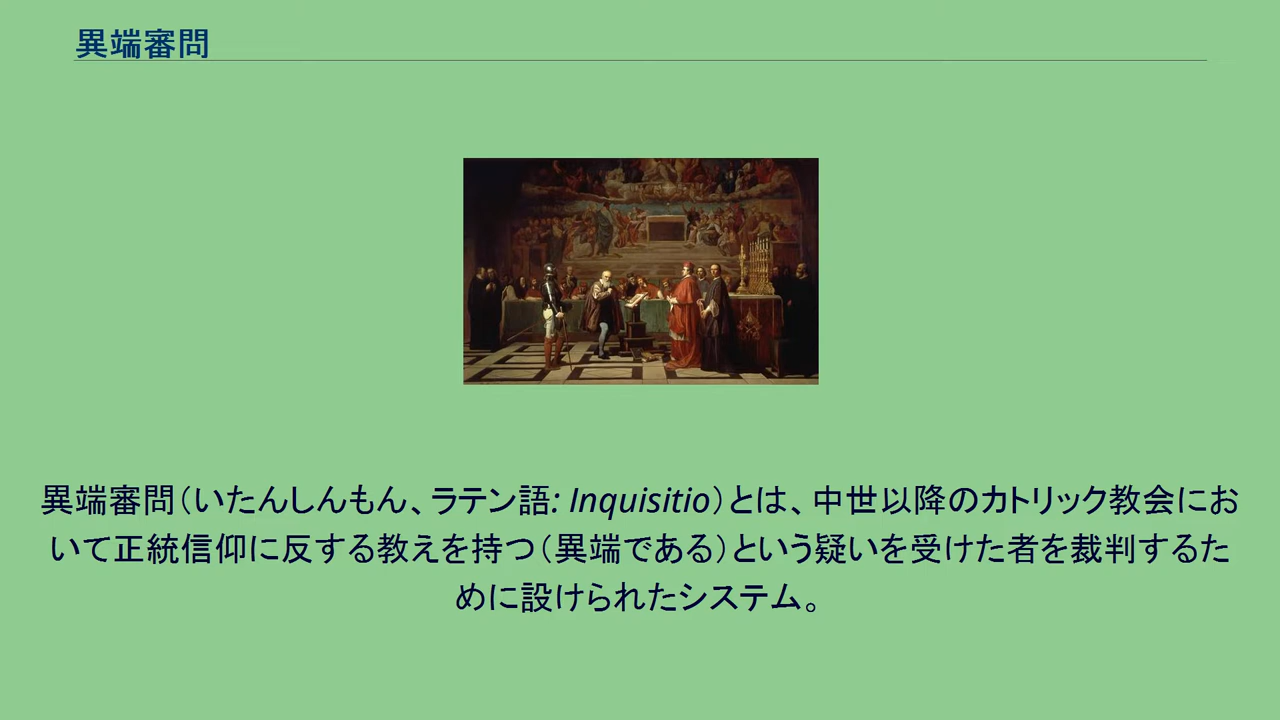 異端審問
異端審問（いたんしんもん、ラテン語: Inquisitio）とは、中世以降のカトリック教会にお
いて正統信仰に反する教えを持つ（異端である）という疑いを受けた者を裁判するた
めに設けられたシステム。